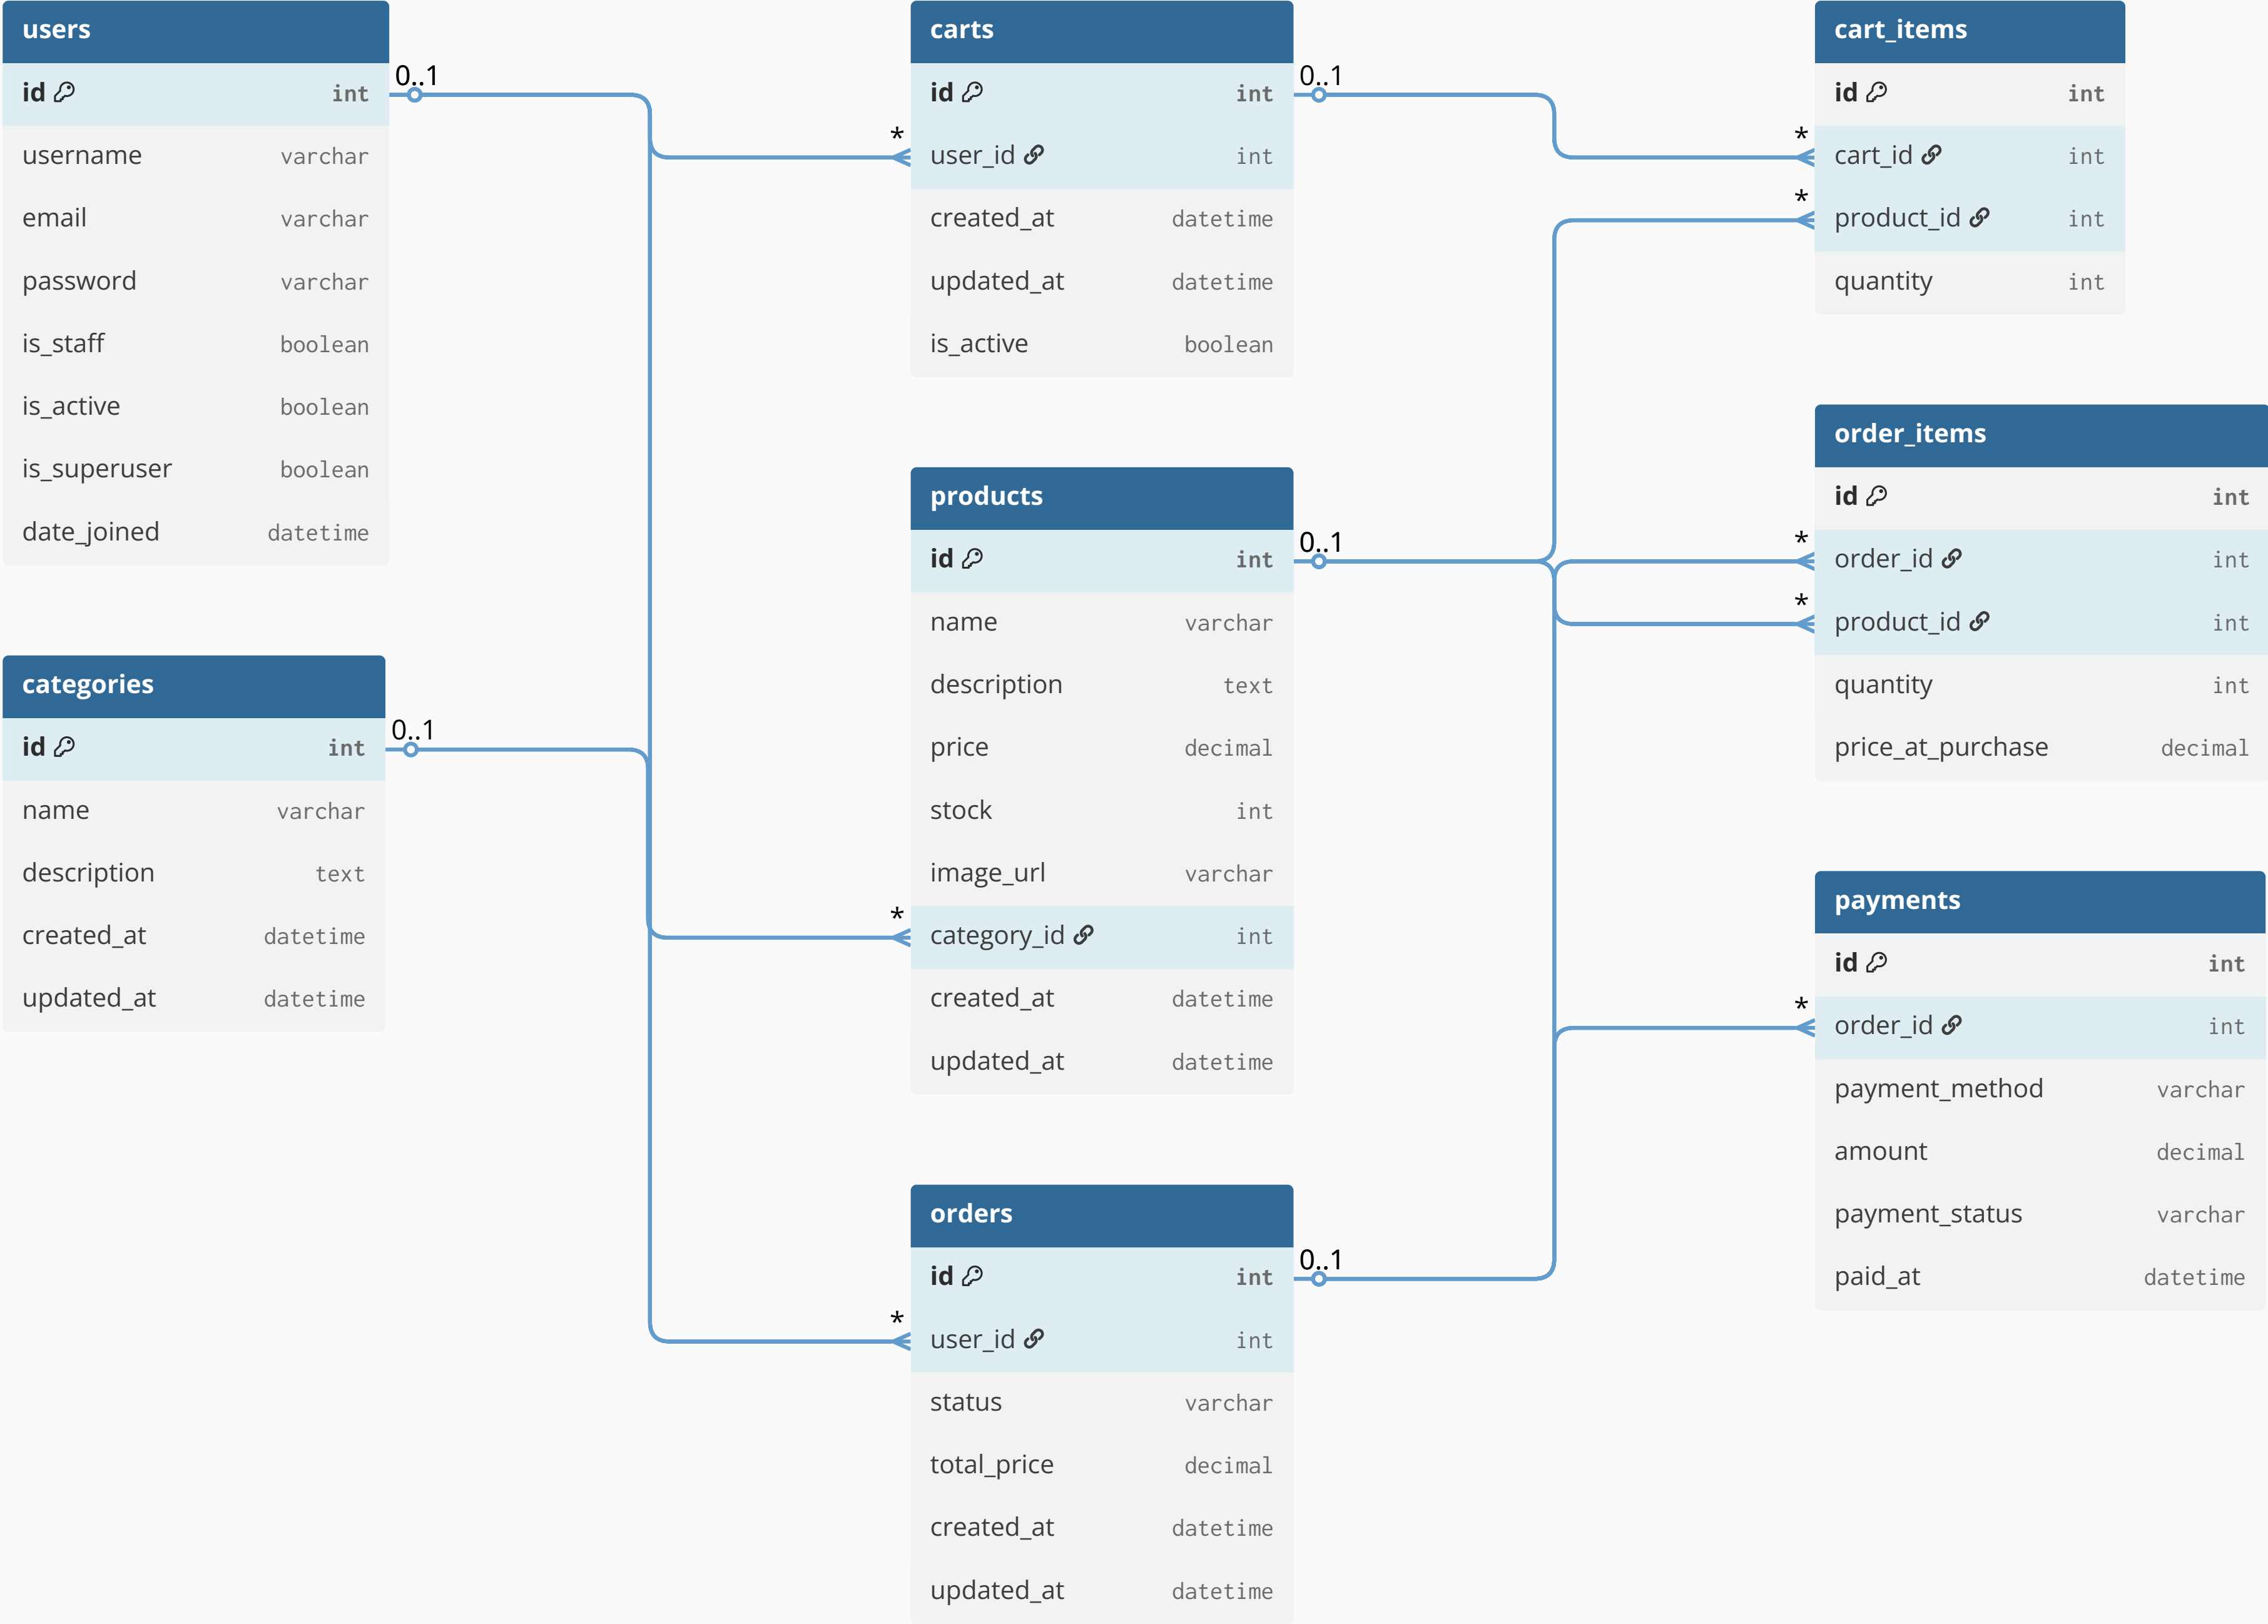 users
id int
username varchar
email varchar
password varchar
is_staff boolean
is_active boolean
is_superuser boolean
date_joined datetime
0..1
categories
id int
name varchar
description text
created_at datetime
updated_at datetime
0..1
carts
id int
user_id int
created_at datetime
updated_at datetime
is_active boolean
*
0..1
products
id int
name varchar
description text
price decimal
stock int
image_url varchar
category_id int
created_at datetime
updated_at datetime
*
0..1
orders
id int
user_id int
status varchar
total_price decimal
created_at datetime
updated_at datetime
*
0..1
cart_items
id int
cart_id int
product_id int
quantity int
*
*
order_items
id int
order_id int
product_id int
quantity int
price_at_purchase decimal
*
*
payments
id int
order_id int
payment_method varchar
amount decimal
payment_status varchar
paid_at datetime
*